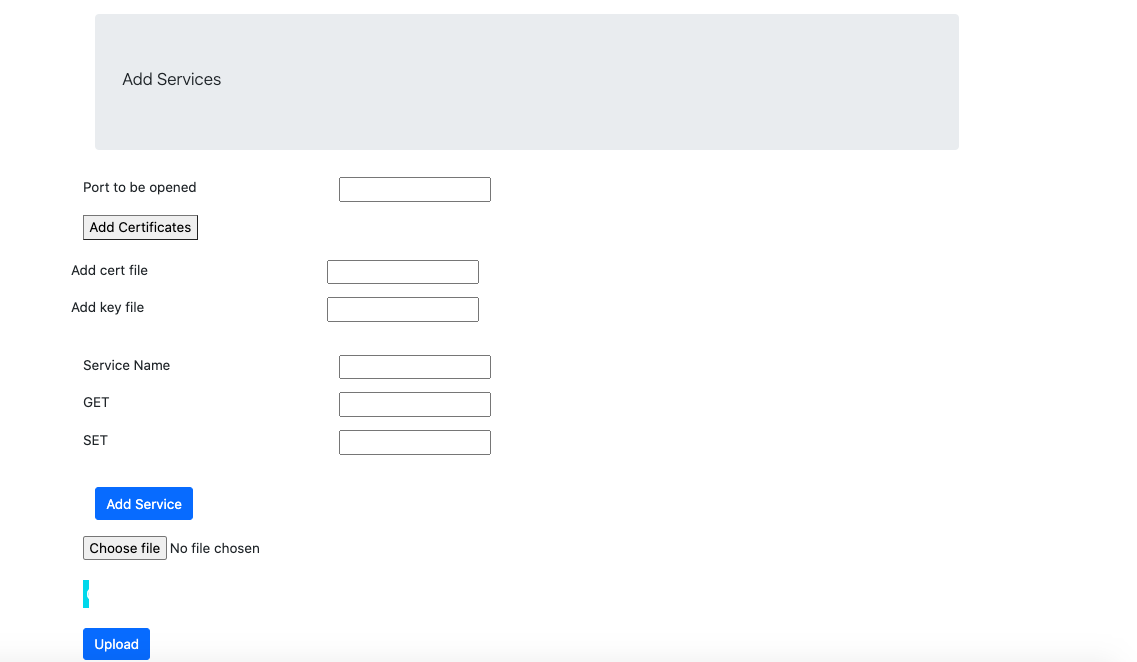 Add Services
Port to be opened
Add Certificates
Add cert file
Add key file
Service Name
GET
SET
Add Service
Choose file No file chosen
Upload